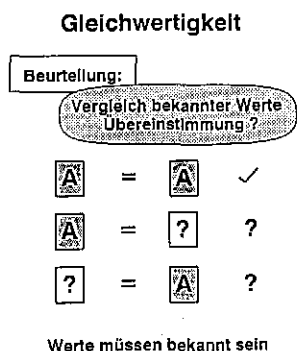 Gleichwertigkeit
Beurteilung:
Vergleich bekannter Werte
Übereinstimmung ?
A = A ✓
A = ? ?
? = A ?
Werte müssen bekannt sein